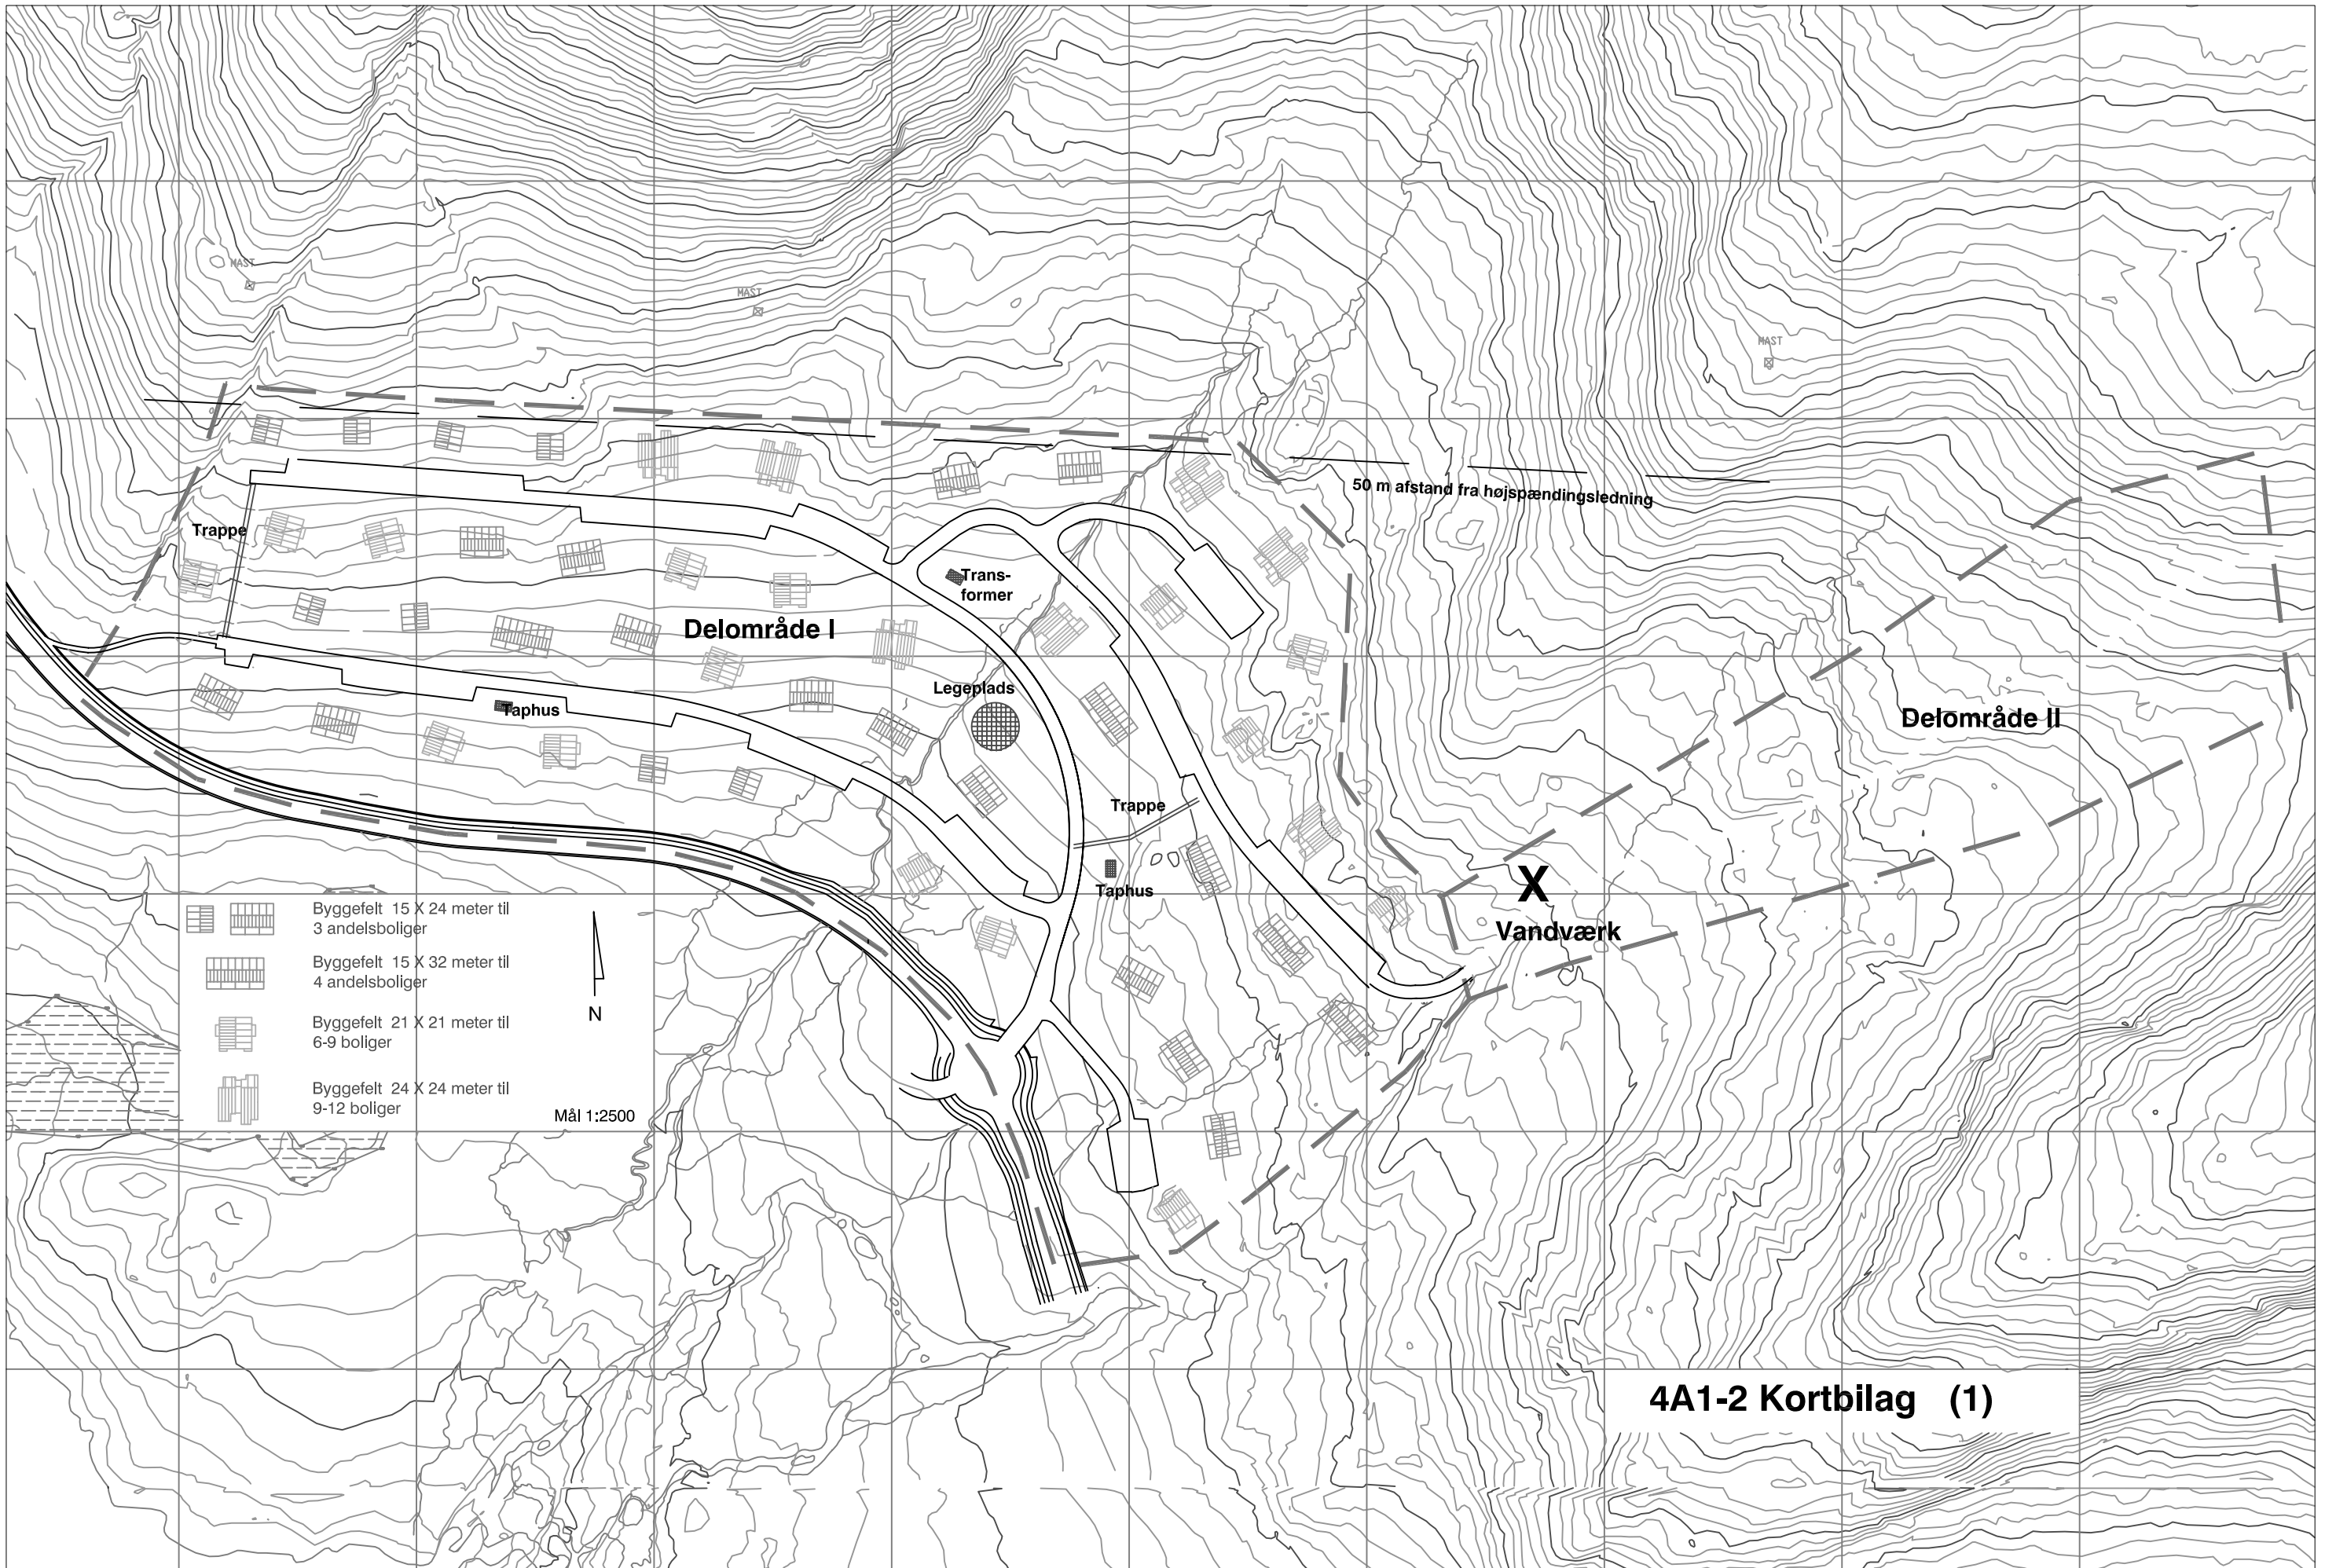 MAST
MAST
MAST
50 m afstand fra højspændingsledning
Trappe
Trans-
former
Delområde I
Legeplads
Taphus
Delområde II
Trappe
Taphus
X
Vandværk
Byggefelt 15 X 24 meter til
3 andelsboliger
Byggefelt 15 X 32 meter til
4 andelsboliger
Byggefelt 21 X 21 meter til
6-9 boliger
Byggefelt 24 X 24 meter til
9-12 boliger
N
Mål 1:2500
4A1-2 Kortbilag (1)